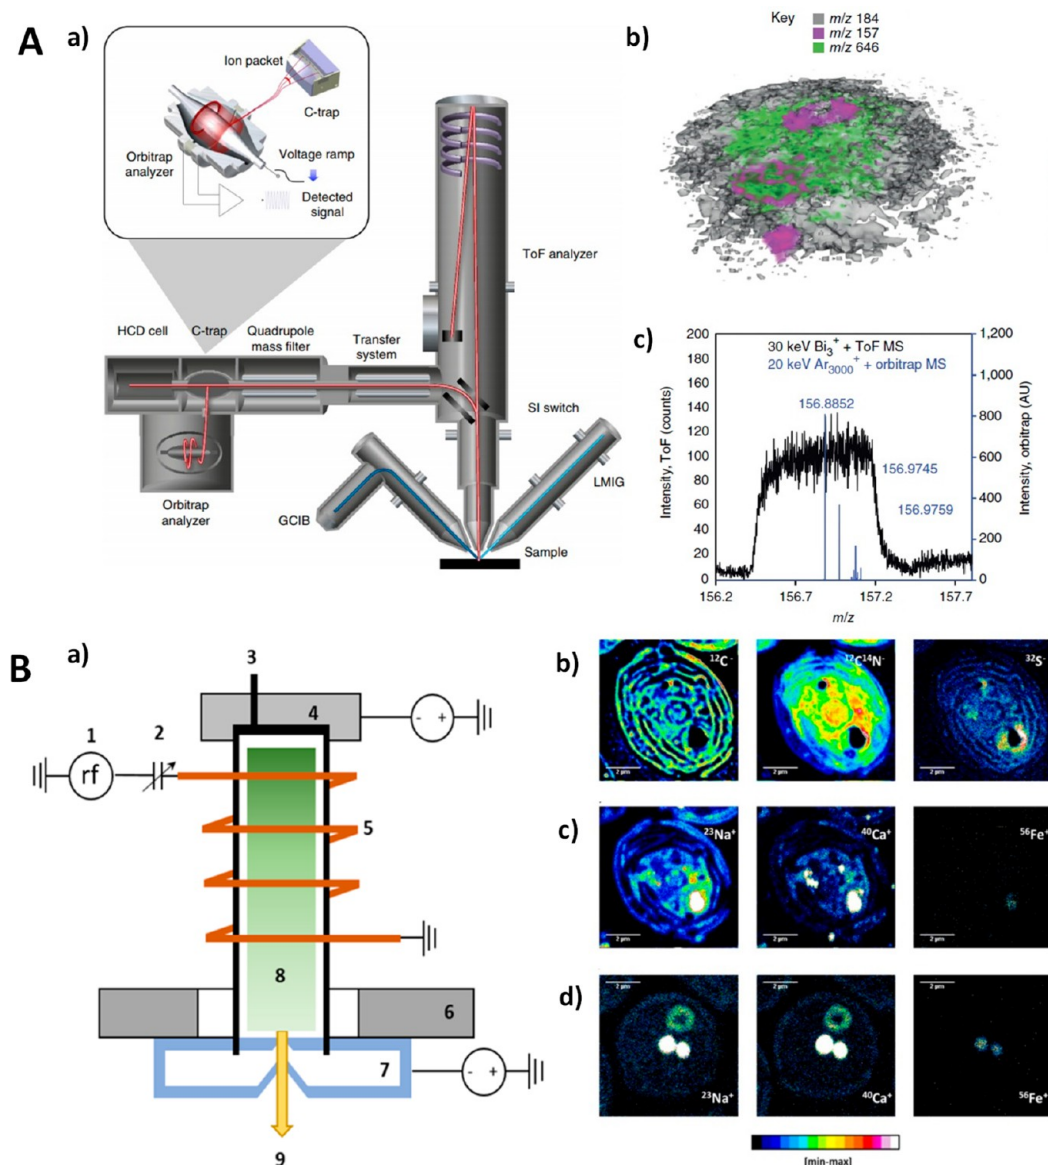 A
a)
Ion packet
C-trap
Orbitrap
analyzer
Voltage ramp
Detected
signal
ToF analyzer
HCD cell
C-trap
Quadrupole
mass filter
Transfer
system
SI switch
LMIG
GCIB
Orbitrap
analyzer
Sample
b)
Key
m/z 184
m/z 157
m/z 646
c)
200
180
160
140
120
100
80
60
40
20
0
Intensity, ToF (counts)
30 keV Bi₃⁺ + ToF MS
20 keV Ar₃₀₀₀⁺ + orbitrap MS
156.8852
156.9745
156.9759
1,200
1,000
800
600
400
200
0
Intensity, orbitrap (AU)
156.2
156.7
157.2
157.7
m/z
B
a)
3
4
- +
1
2
rf
5
8
6
7
- +
9
b)
¹²C⁻
2 µm
¹²C¹⁴N⁻
2 µm
³²S⁻
2 µm
c)
²³Na⁺
2 µm
⁴⁰Ca⁺
2 µm
⁵⁶Fe⁺
2 µm
d)
2 µm
²³Na⁺
2 µm
⁴⁰Ca⁺
2 µm
⁵⁶Fe⁺
[min-max]